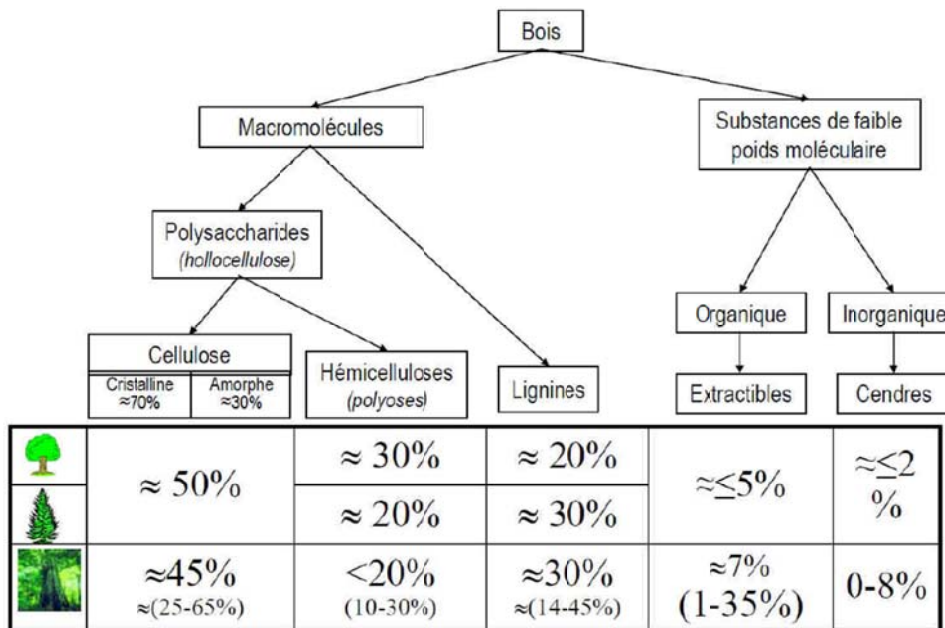 Bois
Macromolécules
Substances de faible
poids moléculaire
Polysaccharides
(hollocellulose)
Organique
Inorganique
Cellulose
Cristalline
≈70%
Amorphe
≈30%
Hémicelluloses
(polyoses)
Lignines
Extractibles
Cendres
≈ 50%
≈ 30%
≈ 20%
≈≤5%
≈≤2
%
≈ 20%
≈ 30%
≈45%
≈(25-65%)
<20%
(10-30%)
≈30%
≈(14-45%)
≈7%
(1-35%)
0-8%